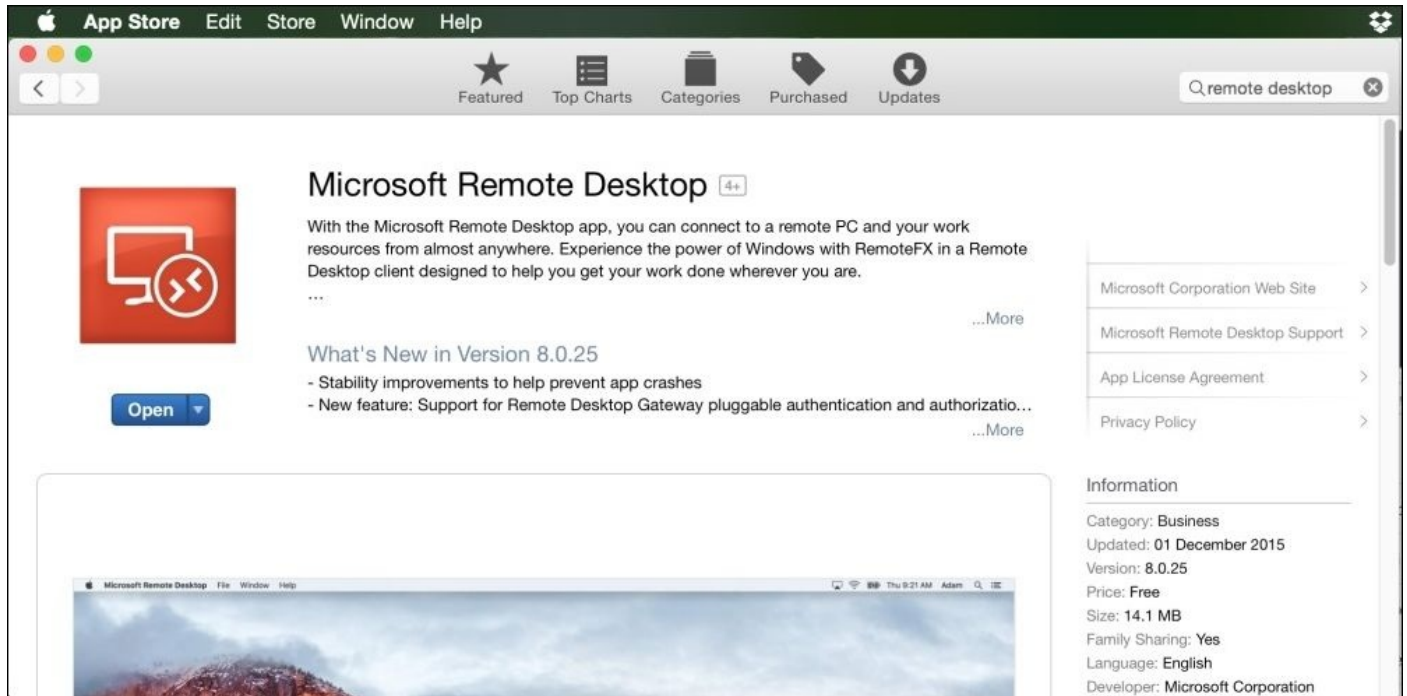 App Store Edit Store Window Help
Featured Top Charts Categories Purchased Updates
remote desktop
Microsoft Remote Desktop 4+
With the Microsoft Remote Desktop app, you can connect to a remote PC and your work
resources from almost anywhere. Experience the power of Windows with RemoteFX in a Remote
Desktop client designed to help you get your work done wherever you are.
...
...More
What's New in Version 8.0.25
- Stability improvements to help prevent app crashes
- New feature: Support for Remote Desktop Gateway pluggable authentication and authorizatio...
...More
Open
Microsoft Corporation Web Site
Microsoft Remote Desktop Support
App License Agreement
Privacy Policy
Information
Category: Business
Updated: 01 December 2015
Version: 8.0.25
Price: Free
Size: 14.1 MB
Family Sharing: Yes
Language: English
Developer: Microsoft Corporation
Microsoft Remote Desktop File Window Help Thu 9:21 AM Adam